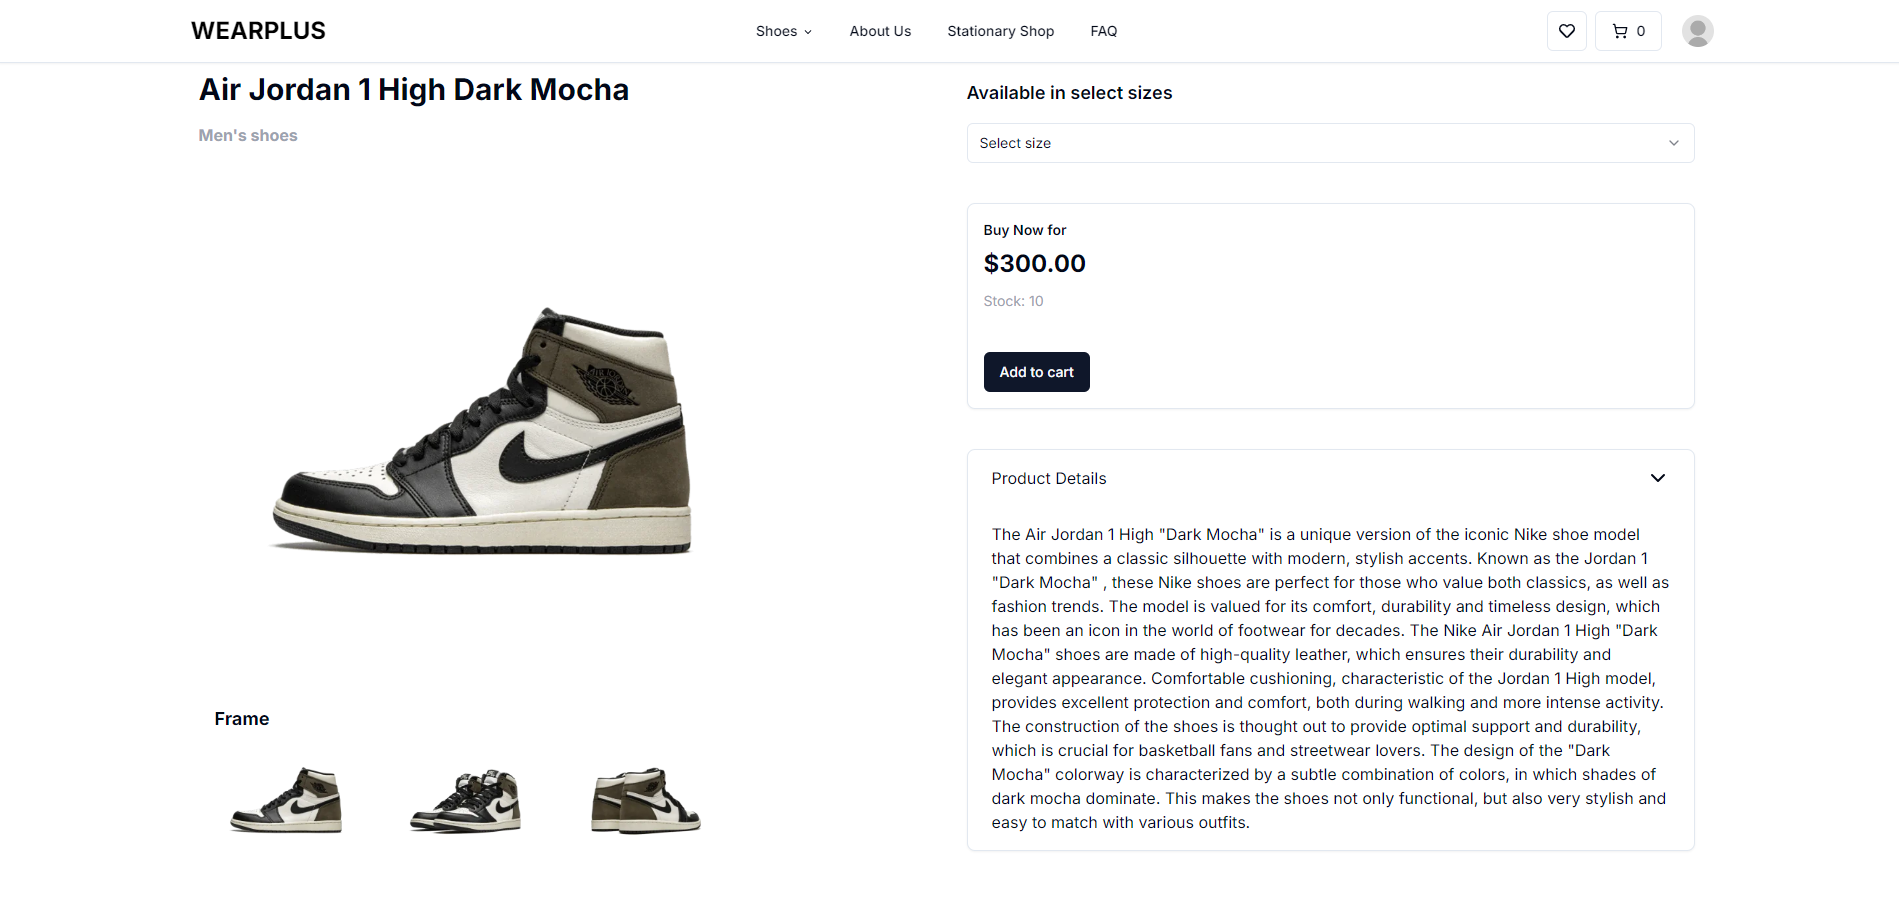 WEARPLUS
Shoes
About Us
Stationary Shop
FAQ
0
Air Jordan 1 High Dark Mocha
Men's shoes
Frame
Available in select sizes
Select size
Buy Now for
$300.00
Stock: 10
Add to cart
Product Details
The Air Jordan 1 High "Dark Mocha" is a unique version of the iconic Nike shoe model
that combines a classic silhouette with modern, stylish accents. Known as the Jordan 1
"Dark Mocha" , these Nike shoes are perfect for those who value both classics, as well as
fashion trends. The model is valued for its comfort, durability and timeless design, which
has been an icon in the world of footwear for decades. The Nike Air Jordan 1 High "Dark
Mocha" shoes are made of high-quality leather, which ensures their durability and
elegant appearance. Comfortable cushioning, characteristic of the Jordan 1 High model,
provides excellent protection and comfort, both during walking and more intense activity.
The construction of the shoes is thought out to provide optimal support and durability,
which is crucial for basketball fans and streetwear lovers. The design of the "Dark
Mocha" colorway is characterized by a subtle combination of colors, in which shades of
dark mocha dominate. This makes the shoes not only functional, but also very stylish and
easy to match with various outfits.